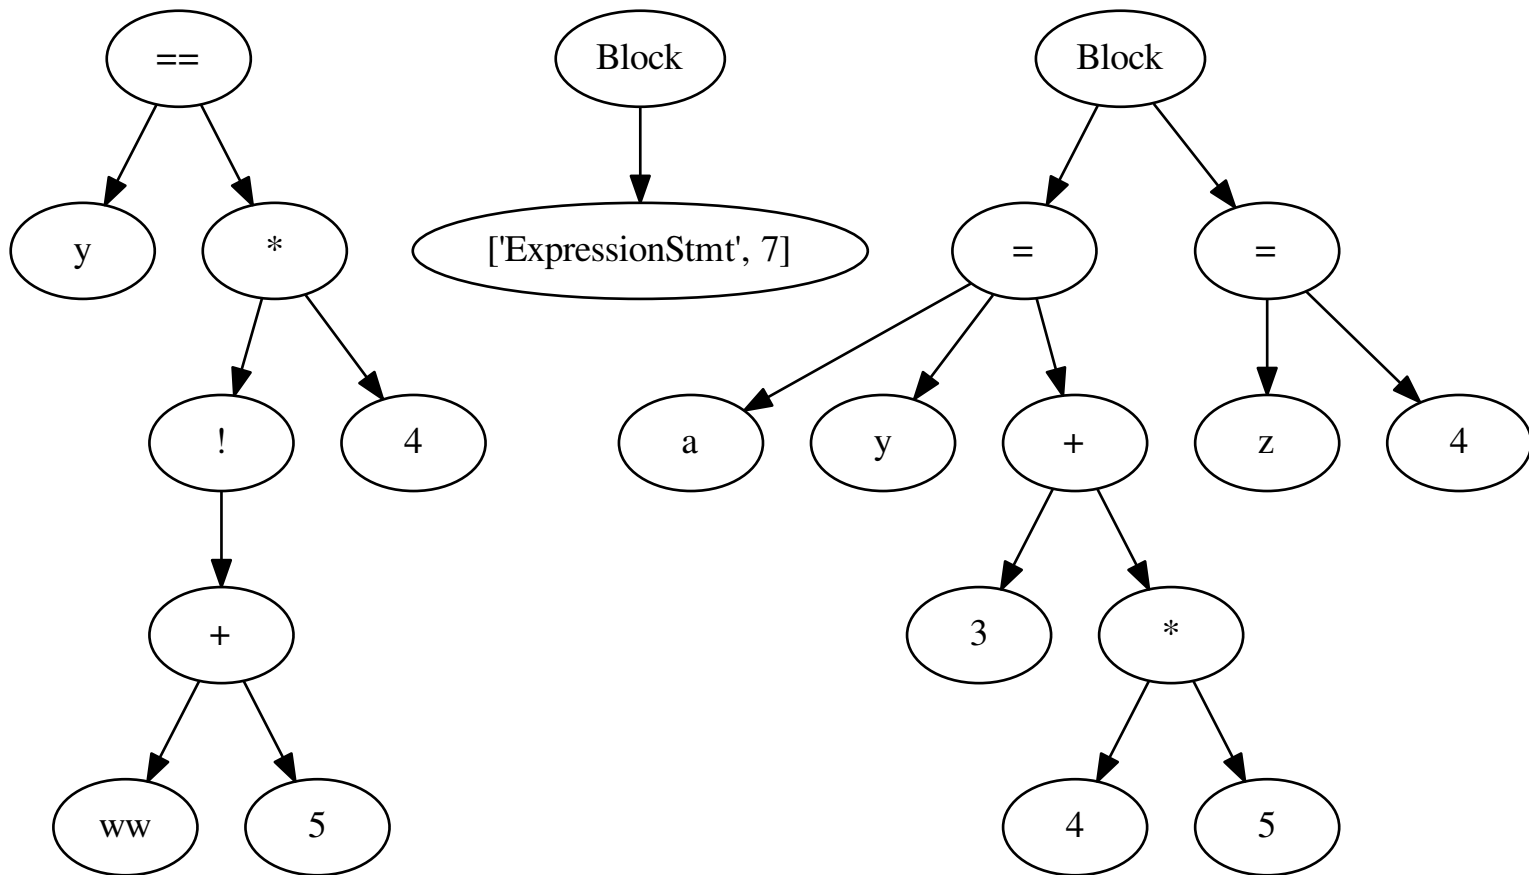 ==
Block
Block
y
*
['ExpressionStmt', 7]
=
=
!
4
a
y
+
z
4
+
3
*
ww
5
4
5